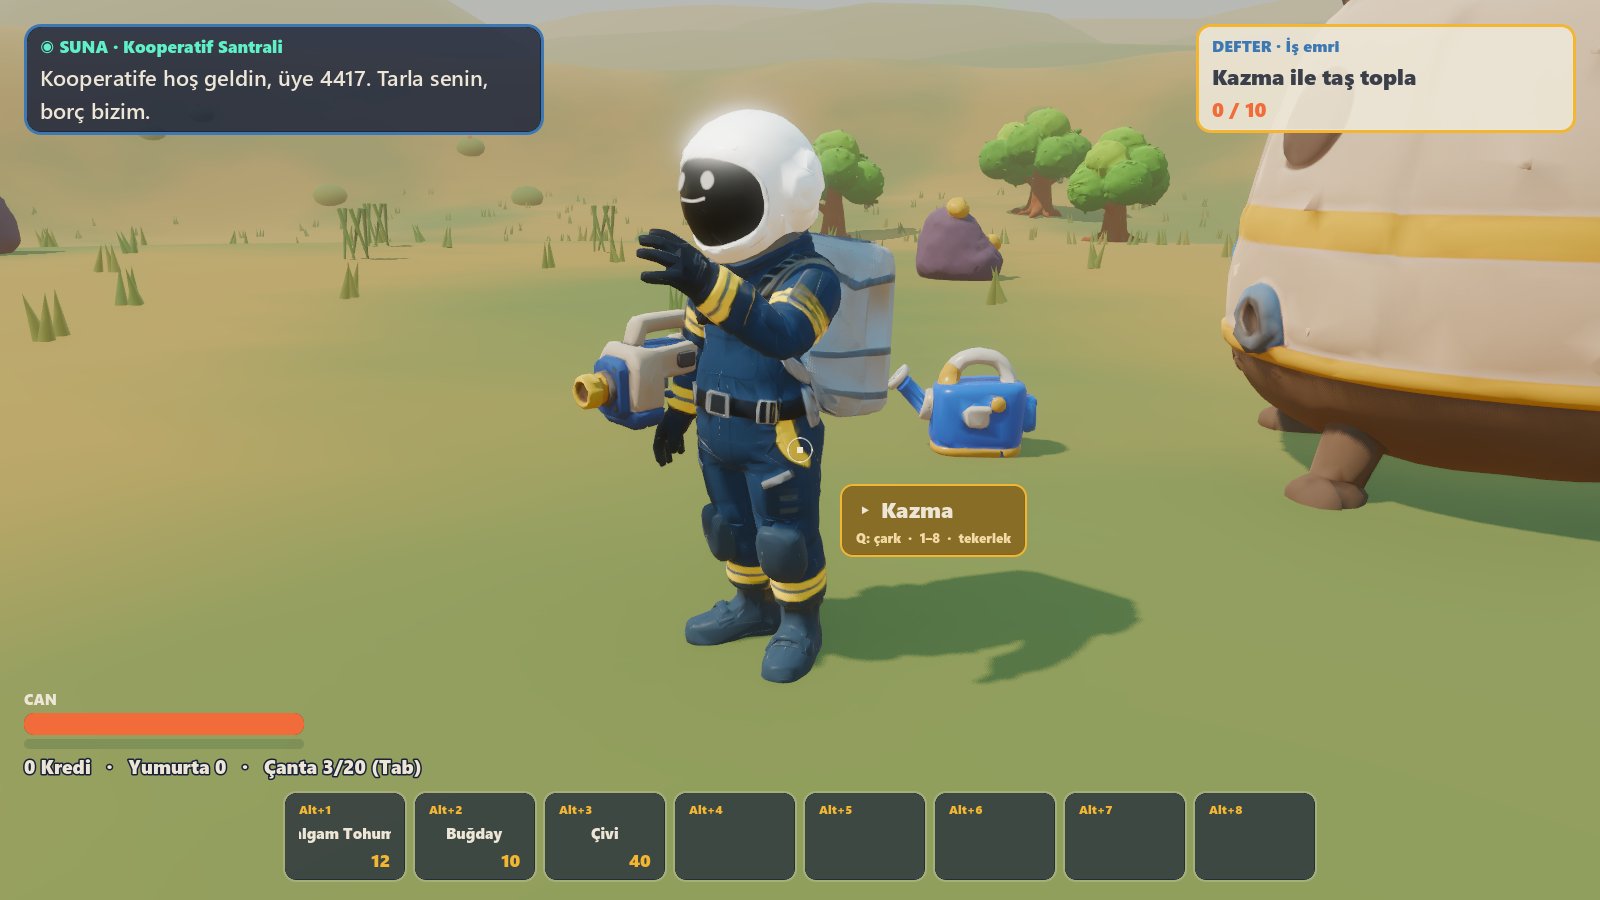 SUNA · Kooperatif Santrali
Kooperatife hoş geldin, üye 4417. Tarla senin,
borç bizim.
DEFTER · İş emri
Kazma ile taş topla
0 / 10
Kazma
Q: çark · 1–8 · tekerlek
CAN
0 Kredi · Yumurta 0 · Çanta 3/20 (Tab)
Alt+1 Alt+2 Alt+3 Alt+4 Alt+5 Alt+6 Alt+7 Alt+8
lgam Tohum Buğday Çivi
12 10 40